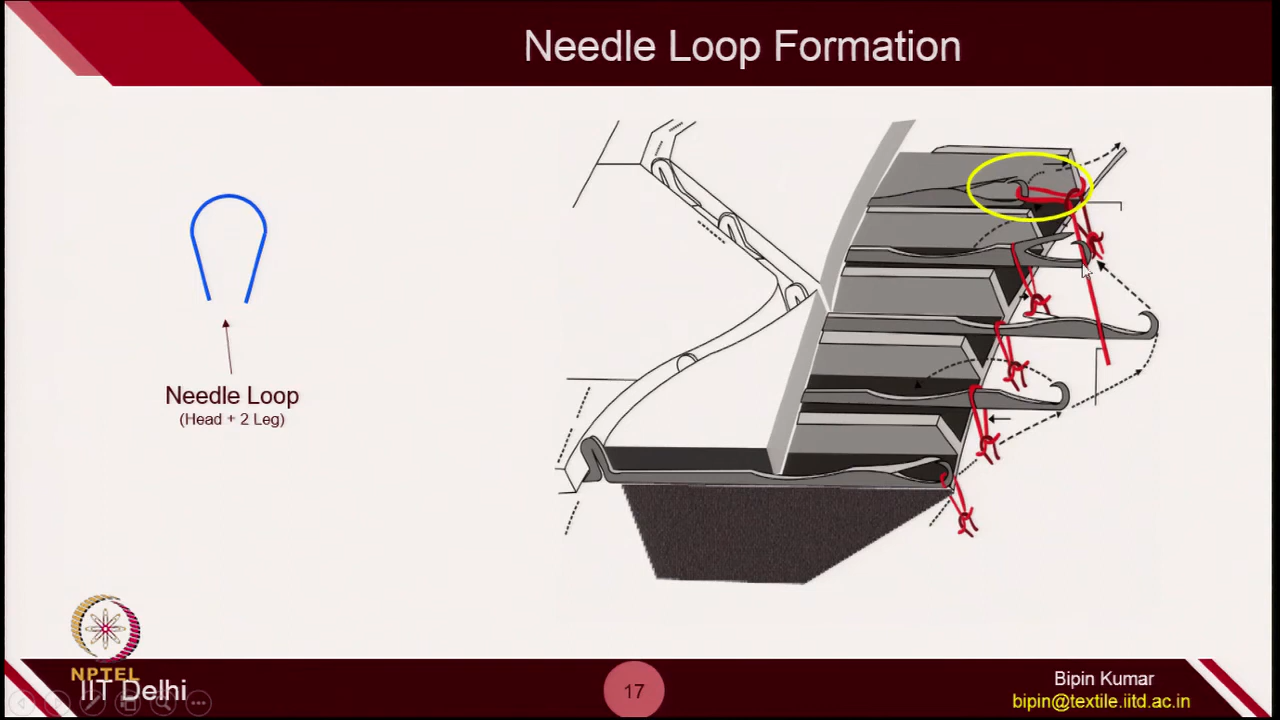 Needle Loop Formation
Needle Loop
(Head + 2 Leg)
NPTEL
IIT Delhi
17
Bipin Kumar
bipin@textile.iitd.ac.in